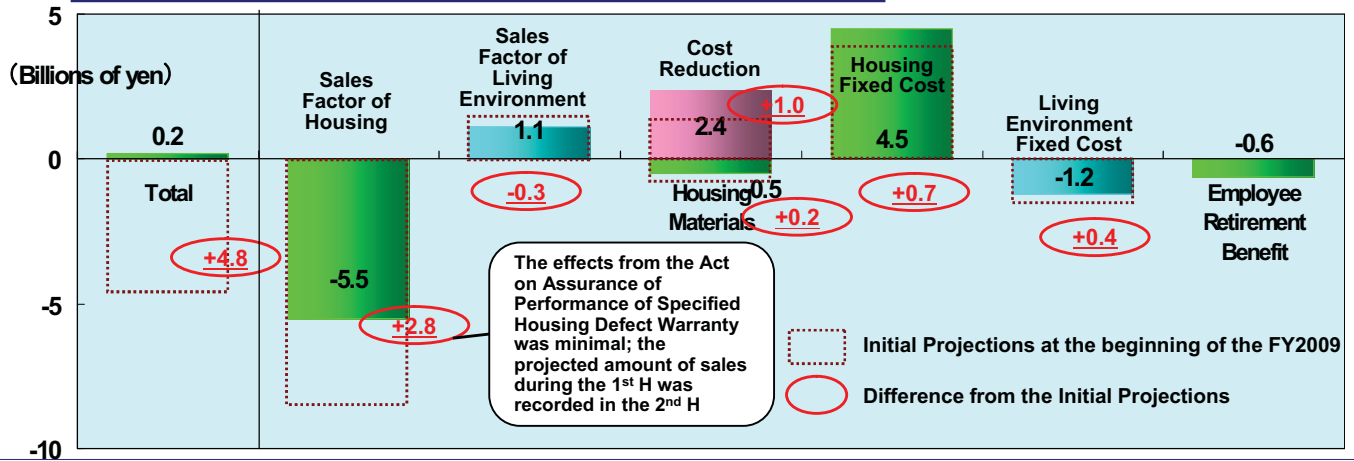 5
(Billions of yen)
0
-5
-10
0.2
Total
+4.8
Sales
Factor of
Housing
-5.5
+2.8
Sales
Factor of
Living
Environment
1.1
-0.3
Cost
Reduction
2.4
+1.0
-0.5
Housing
Materials
+0.2
Housing
Fixed Cost
4.5
+0.7
Living
Environment
Fixed Cost
-1.2
+0.4
-0.6
Employee
Retirement
Benefit
The effects from the Act
on Assurance of
Performance of Specified
Housing Defect Warranty
was minimal; the
projected amount of sales
during the 1st H was
recorded in the 2nd H
Initial Projections at the beginning of the FY2009
Difference from the Initial Projections